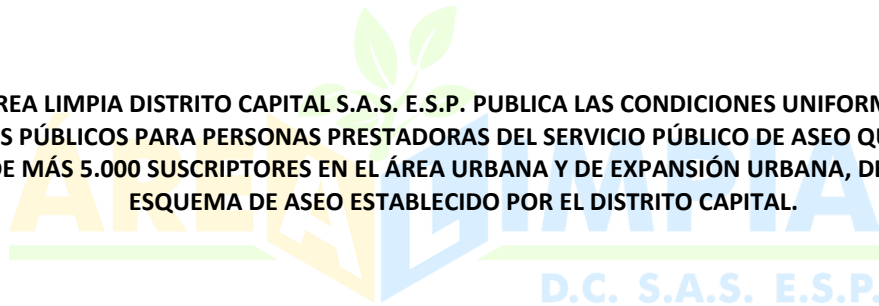 REA LIMPIA DISTRITO CAPITAL S.A.S. E.S.P. PUBLICA LAS CONDICIONES UNIFORM
S PÚBLICOS PARA PERSONAS PRESTADORAS DEL SERVICIO PÚBLICO DE ASEO QU
DE MÁS 5.000 SUSCRIPTORES EN EL ÁREA URBANA Y DE EXPANSIÓN URBANA, DE
ESQUEMA DE ASEO ESTABLECIDO POR EL DISTRITO CAPITAL.
ÁREA LIMPIA
D.C. S.A.S. E.S.P.